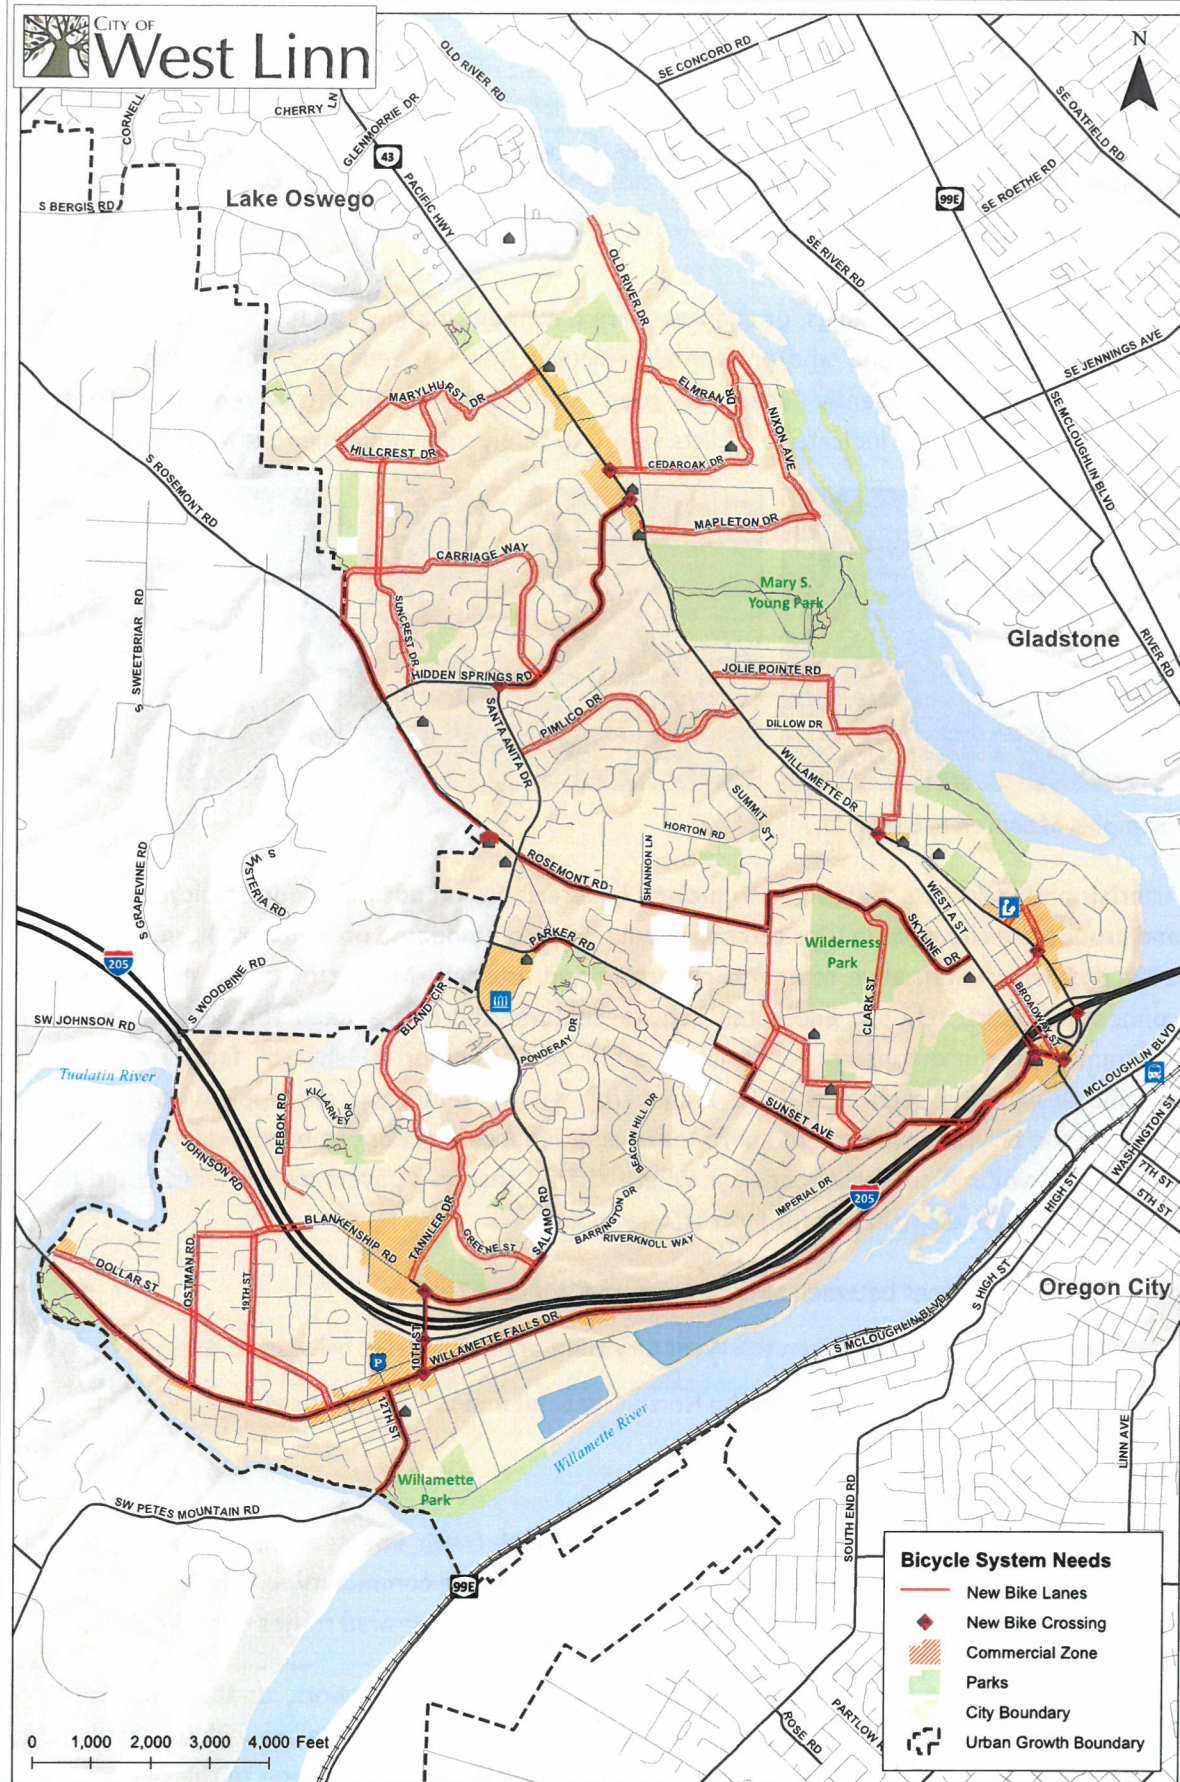 CITY OF
West Linn
N
OLD RIVER RD
SE CONCORD RD
SE OATFIELD RD
CORNELL
CHERRY LN
GLENMORRIE DR
43
PACIFIC HWY
99E
SE ROETHE RD
S BERGIS RD
Lake Oswego
SE RIVER RD
OLD RIVER DR
SE JENNINGS AVE
SE MCLOUGHLIN BLVD
MARYLHURST DR
ELMRAN DR
NIXON AVE
HILLCREST DR
CEDAROAK DR
S ROSEMONT RD
MAPLETON DR
CARRIAGE WAY
Mary S.
Young Park
SUNCREST DR
S SWEETBRIAR RD
Gladstone
RIVER RD
HIDDEN SPRINGS RD
JOLIE POINTE RD
SANTA ANITA DR
PIMLICO DR
DILLOW DR
WILLAMETTE DR
SUMMIT ST
HORTON RD
SHANNON LN
ROSEMONT RD
S GRAPEVINE RD
S WYSTERIA RD
WEST A ST
SKYLINE DR
PARKER RD
Wilderness
Park
205
S WOODBINE RD
BLAND CIR
CLARK ST
BROADWAY ST
SW JOHNSON RD
PONDERAY DR
MCLOUGHLIN BLVD
Tualatin River
KILLARNEY DR
DEBOK RD
BEACON HILL DR
SUNSET AVE
WASHINGTON ST
7TH ST
5TH ST
JOHNSON RD
HIGH ST
IMPERIAL DR
205
BLANKENSHIP RD
TANNLER DR
GREENE ST
SALAMO RD
BARRINGTON DR
RIVERKNOLL WAY
DOLLAR ST
OSTMAN RD
19TH ST
S HIGH ST
Oregon City
10TH ST
WILLAMETTE FALLS DR
S MCLOUGHLIN BLVD
P
12TH ST
Willamette River
LINN AVE
Willamette
Park
SW PETES MOUNTAIN RD
SOUTH END RD
99E
Bicycle System Needs
New Bike Lanes
New Bike Crossing
Commercial Zone
Parks
City Boundary
Urban Growth Boundary
ROSE RD
0 1,000 2,000 3,000 4,000 Feet